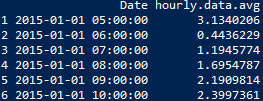 Date hourly.data.avg
1 2015-01-01 05:00:00 3.1340206
2 2015-01-01 06:00:00 0.4436229
3 2015-01-01 07:00:00 1.1945774
4 2015-01-01 08:00:00 1.6954787
5 2015-01-01 09:00:00 2.1909814
6 2015-01-01 10:00:00 2.3997361